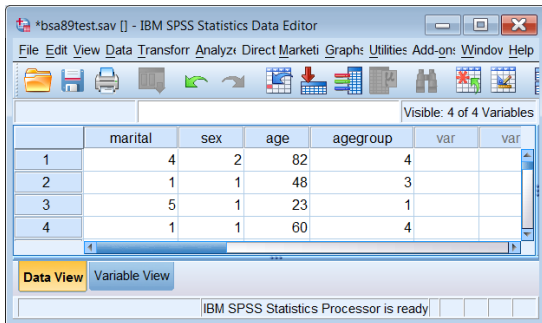 *bsa89test.sav [] - IBM SPSS Statistics Data Editor
File Edit View Data Transforr Analyze Direct Marketi Graphs Utilities Add-ons Windov Help
Visible: 4 of 4 Variables
marital sex age agegroup var var
1 4 2 82 4
2 1 1 48 3
3 5 1 23 1
4 1 1 60 4
Data View Variable View
IBM SPSS Statistics Processor is ready